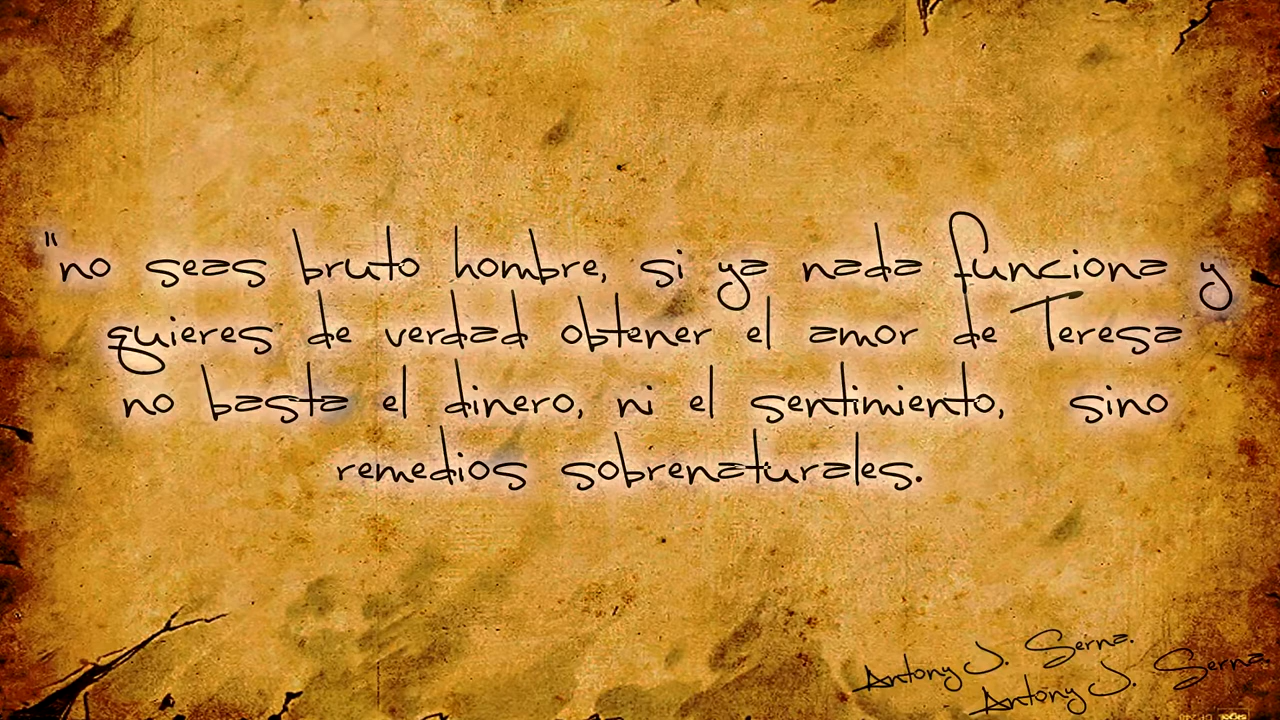 "no seas bruto hombre, si ya nada funciona y
quieres de verdad obtener el amor de Teresa
no basta el dinero, ni el sentimiento, sino
remedios sobrenaturales.
Antony J. Serna.
Antony J. Serna.